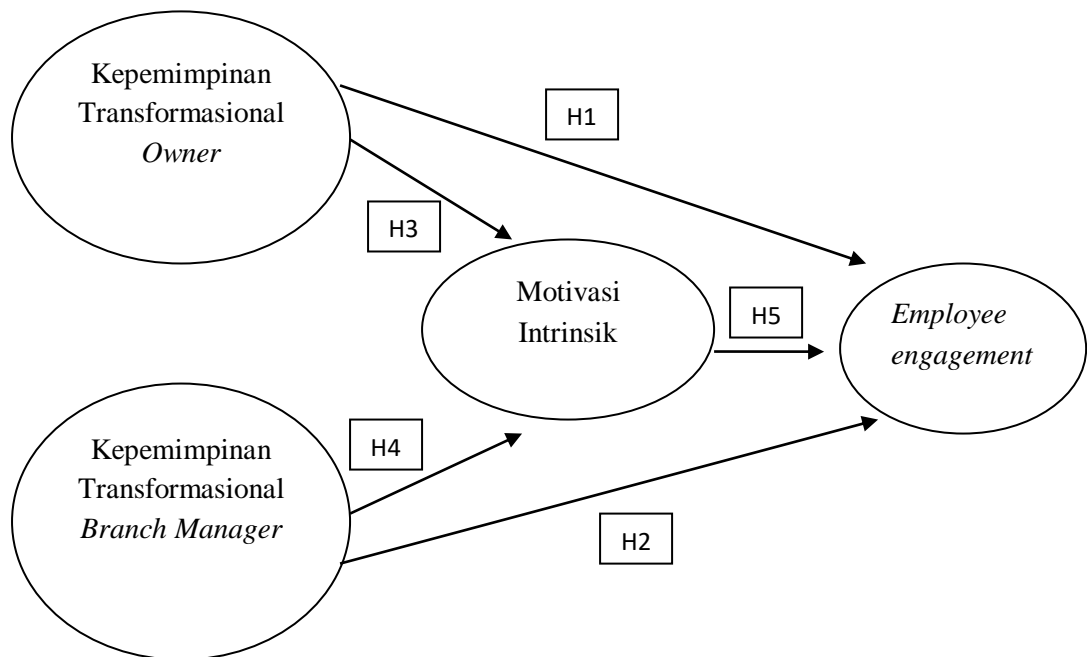 Kepemimpinan
Transformasional
Owner
H1
H3
Motivasi
Intrinsik
H5
Employee
engagement
Kepemimpinan
Transformasional
Branch Manager
H4
H2